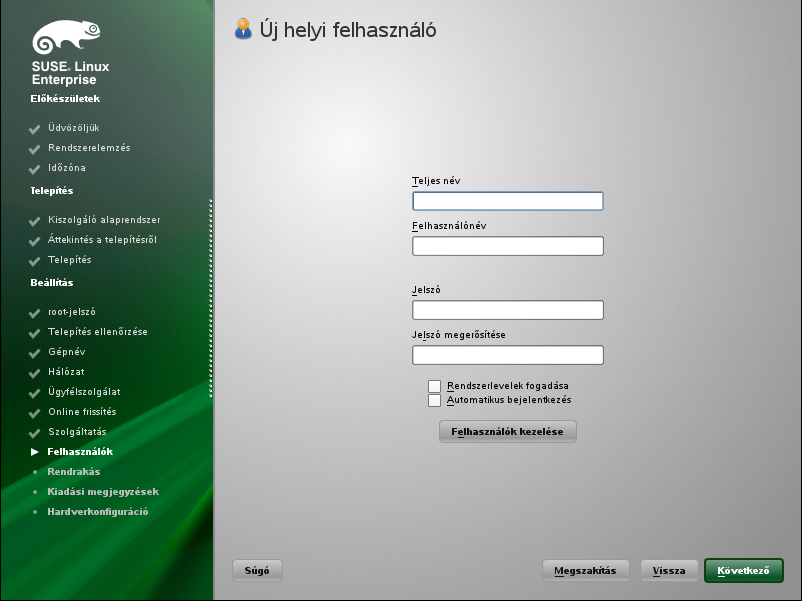 SUSE. Linux
Enterprise
Előkészületek
Üdvözöljük
Rendszerelemzés
Időzóna
Telepítés
Kiszolgáló alaprendszer
Áttekintés a telepítésről
Telepítés
Beállítás
root-jelszó
Telepítés ellenőrzése
Gépnév
Hálózat
Ügyfélszolgálat
Online frissítés
Szolgáltatás
Felhasználók
Rendrakás
Kiadási megjegyzések
Hardverkonfiguráció
Új helyi felhasználó
Teljes név
Felhasználónév
Jelszó
Jelszó megerősítése
Rendszerlevelek fogadása
Automatikus bejelentkezés
Felhasználók kezelése
Súgó
Megszakítás
Vissza
Következő